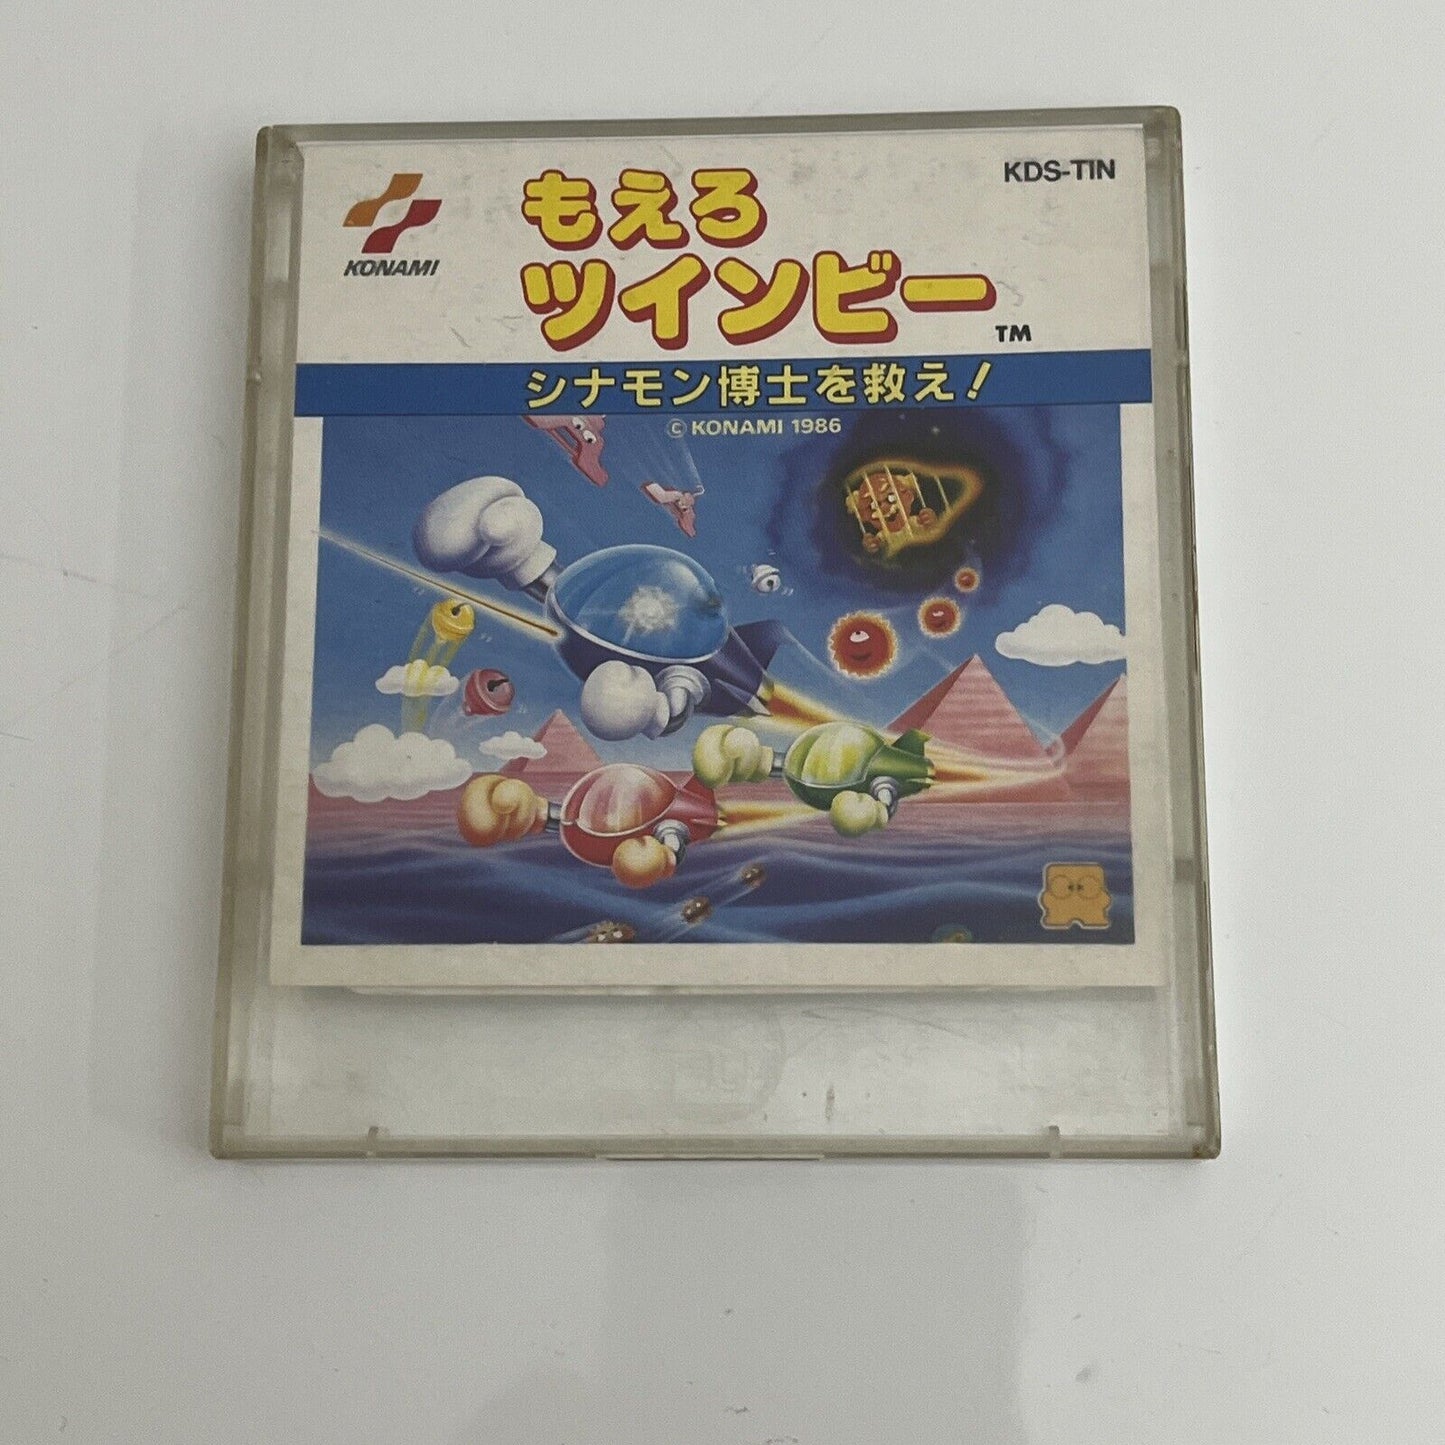 KONAMI
KDS-TIN
もえろ
ツインビー TM
シナモン博士を救え!
© KONAMI 1986